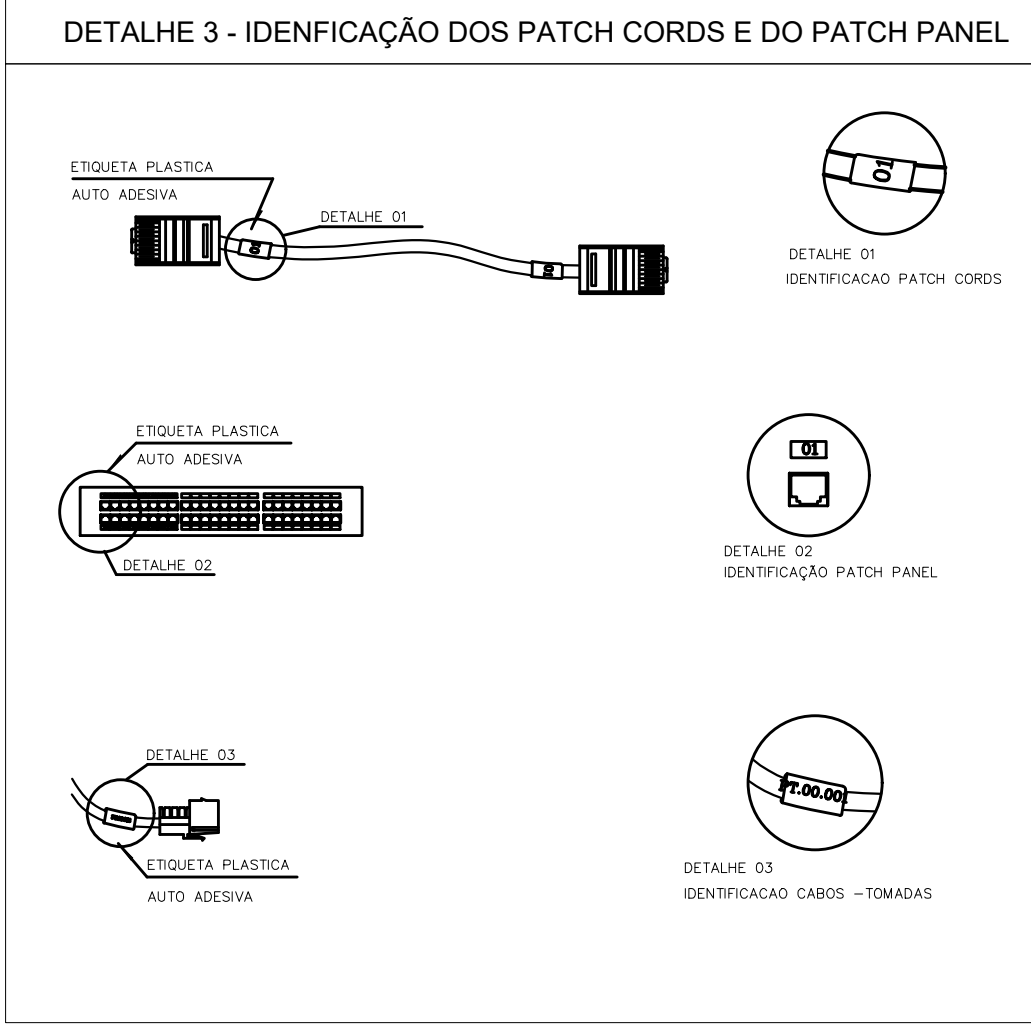 DETALHE 3 - IDENFICAÇÃO DOS PATCH CORDS E DO PATCH PANEL
ETIQUETA PLASTICA
AUTO ADESIVA
DETALHE 01
01
01
01
DETALHE 01
IDENTIFICACAO PATCH CORDS
ETIQUETA PLASTICA
AUTO ADESIVA
DETALHE 02
01
DETALHE 02
IDENTIFICAÇÃO PATCH PANEL
DETALHE 03
ETIQUETA PLASTICA
AUTO ADESIVA
PT.00.001
DETALHE 03
IDENTIFICACAO CABOS -TOMADAS